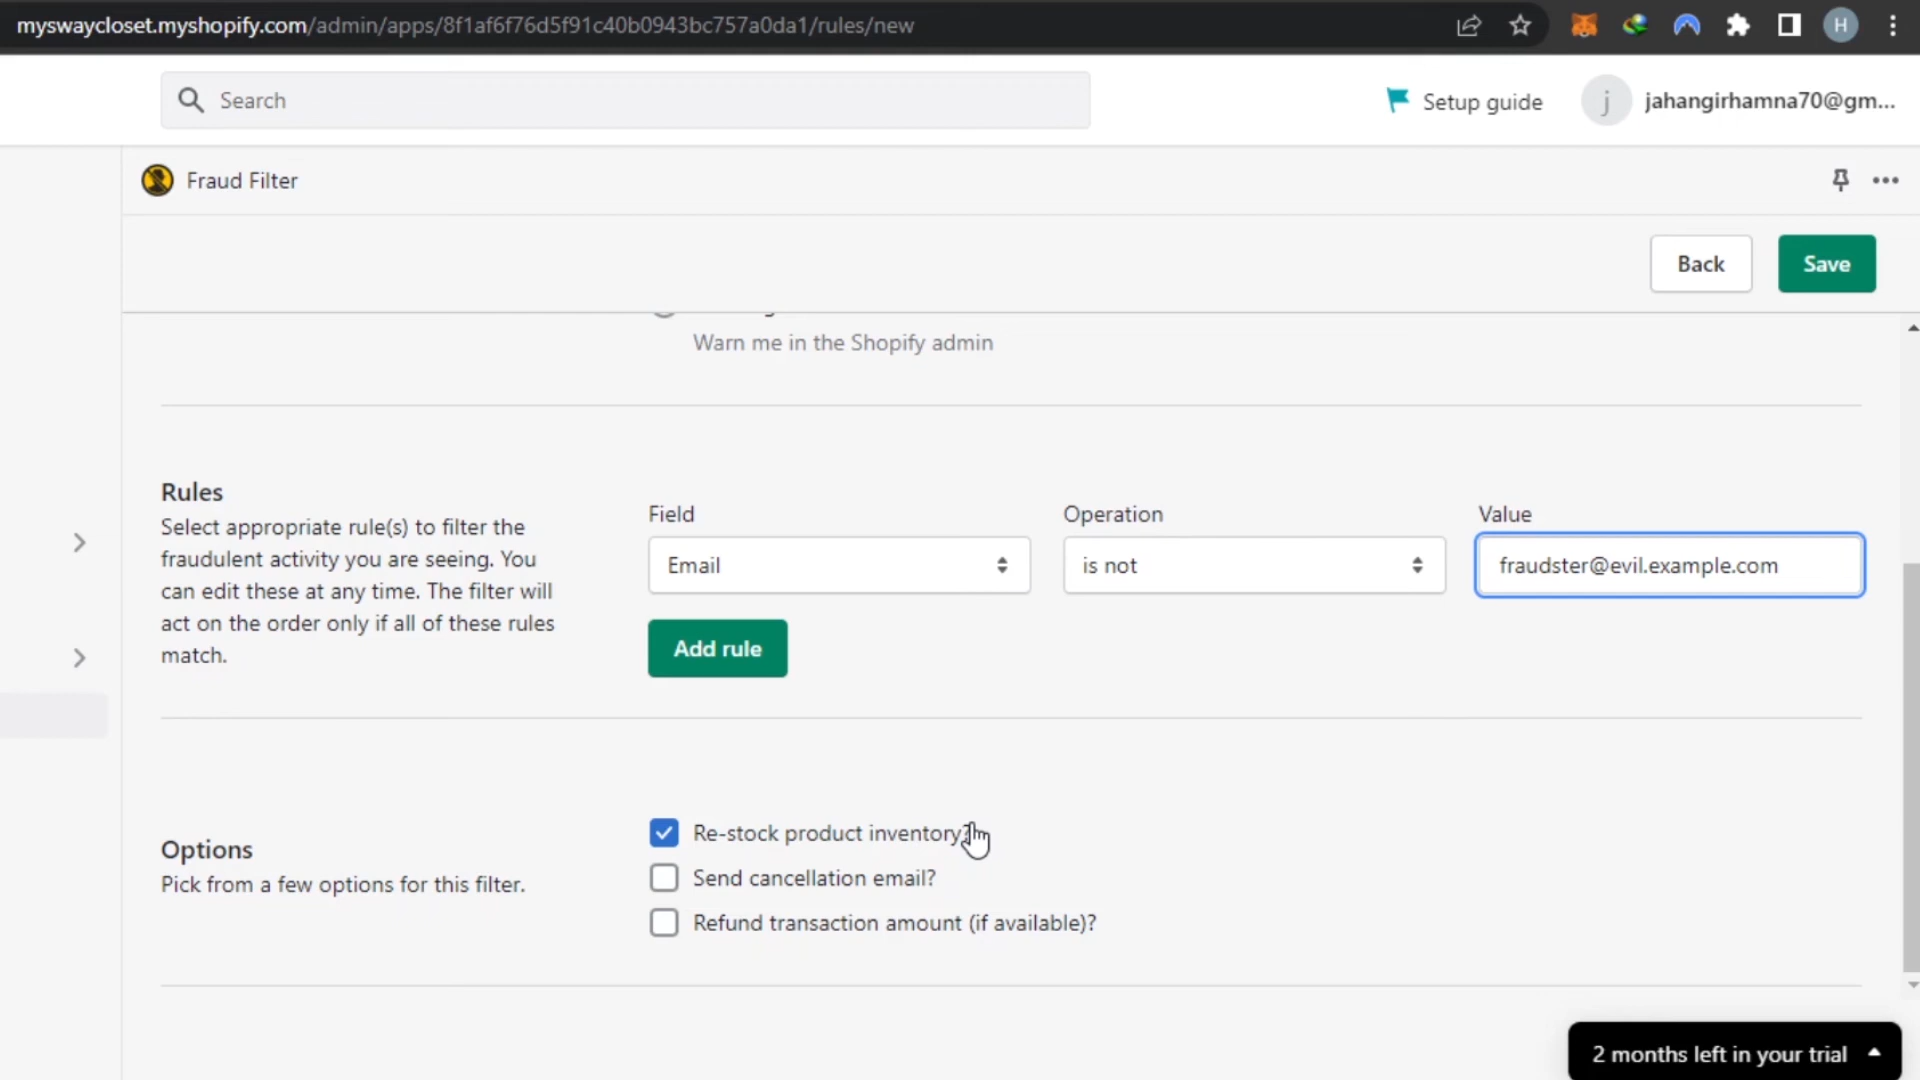 myswaycloset.myshopify.com/admin/apps/8f1af6f76d5f91c40b0943bc757a0da1/rules/new
H
Search
Setup guide
j
jahangirhamna70@gm...
Fraud Filter
Back
Save
Warn me in the Shopify admin
Rules
Select appropriate rule(s) to filter the
fraudulent activity you are seeing. You
can edit these at any time. The filter will
act on the order only if all of these rules
match.
Field
Operation
Value
Email
is not
fraudster@evil.example.com
Add rule
Options
Pick from a few options for this filter.
Re-stock product inventory?
Send cancellation email?
Refund transaction amount (if available)?
2 months left in your trial